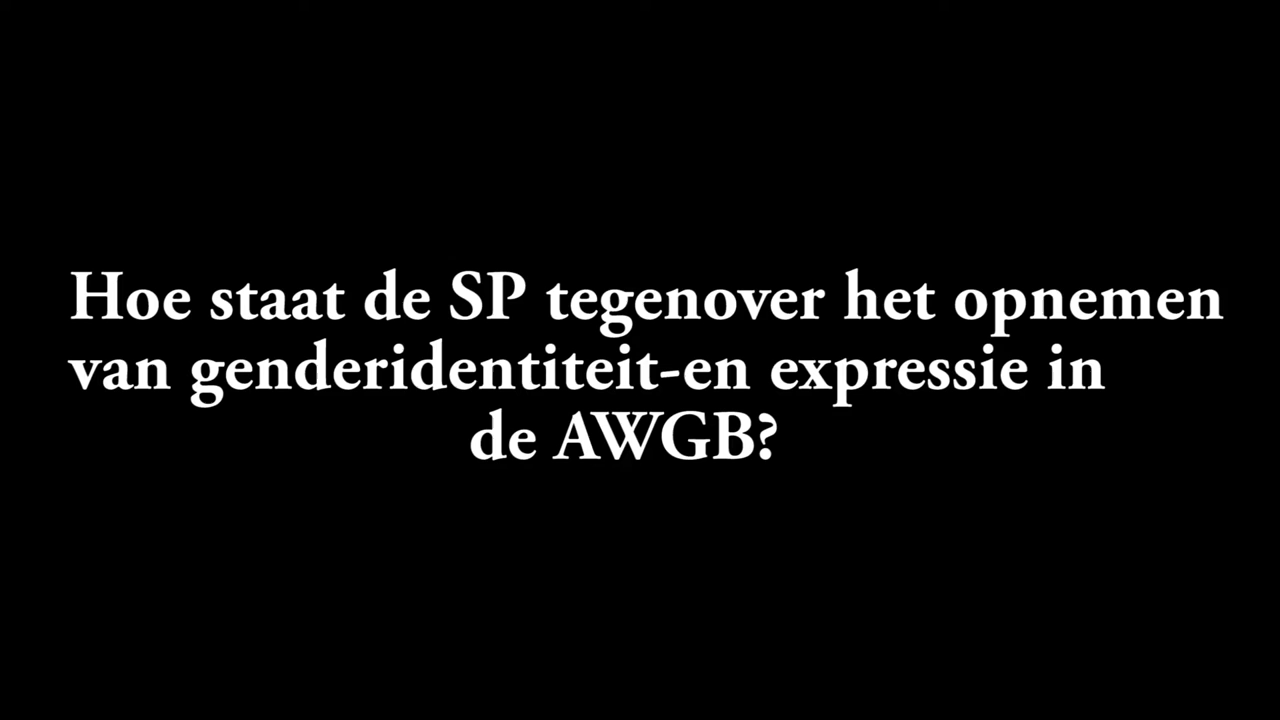 Hoe staat de SP tegenover het opnemen
van genderidentiteit-en expressie in
de AWGB?